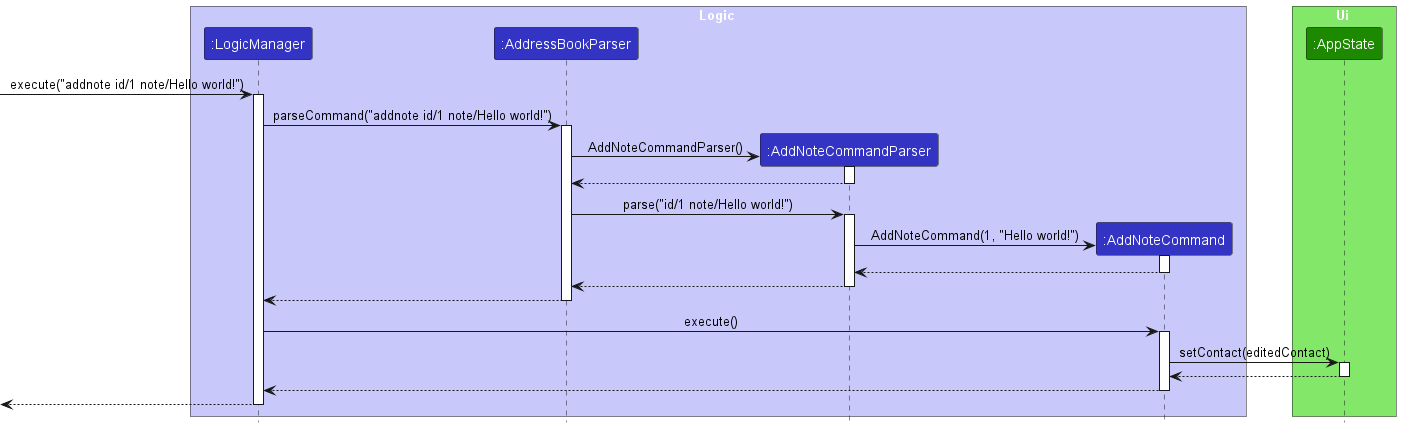 Logic
Ui
:LogicManager
:AddressBookParser
:AppState
execute("addnote id/1 note/Hello world!")
parseCommand("addnote id/1 note/Hello world!")
AddNoteCommandParser()
:AddNoteCommandParser
parse("id/1 note/Hello world!")
AddNoteCommand(1, "Hello world!")
:AddNoteCommand
execute()
setContact(editedContact)